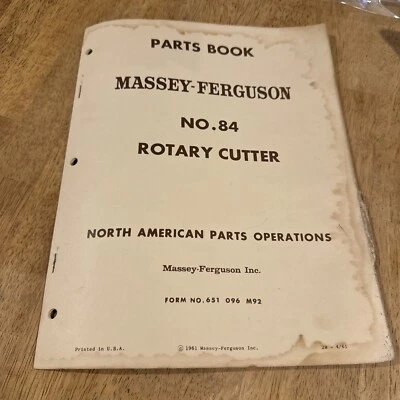 PARTS BOOK
MASSEY-FERGUSON
NO. 84
ROTARY CUTTER
NORTH AMERICAN PARTS OPERATIONS
Massey-Ferguson Inc.
FORM NO. 651 096 M92
Printed in U.S.A.
© 1961 Massey-Ferguson Inc.